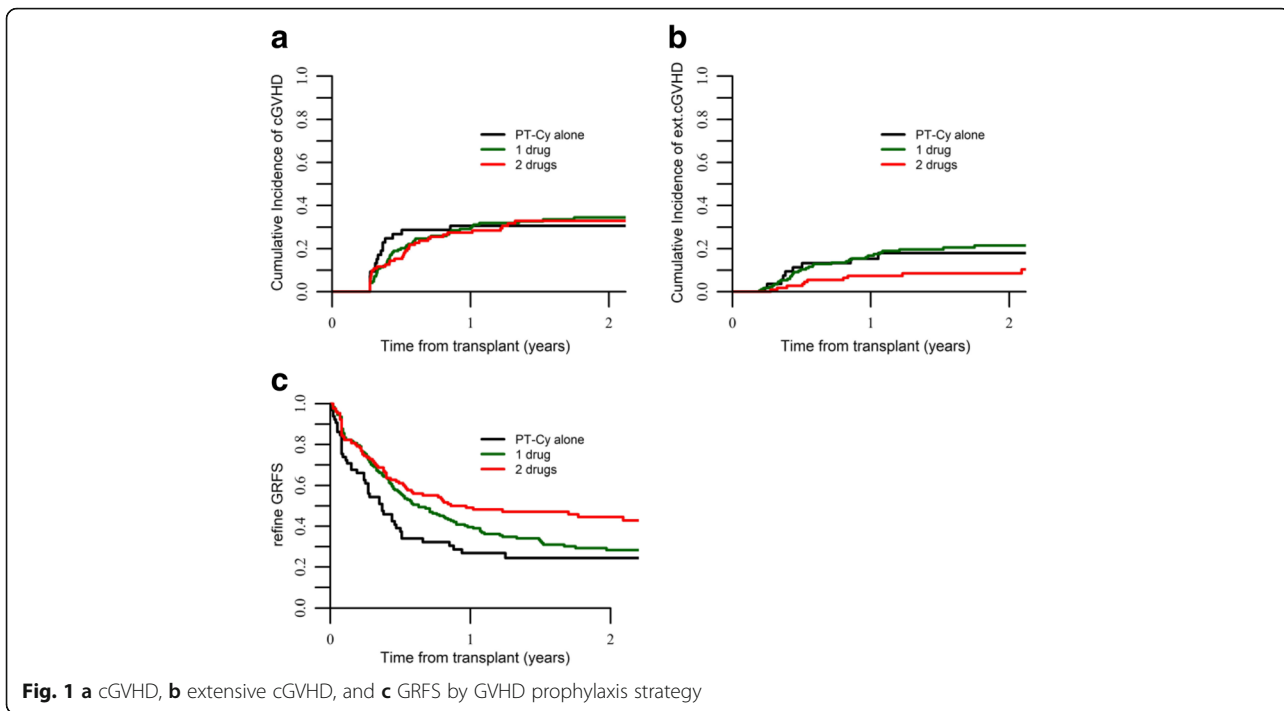 a
Cumulative Incidence of cGVHD
1.0
0.8
0.6
0.4
0.2
0.0
PT-Cy alone
1 drug
2 drugs
0 1 2
Time from transplant (years)
b
Cumulative Incidence of ext.cGVHD
1.0
0.8
0.6
0.4
0.2
0.0
PT-Cy alone
1 drug
2 drugs
0 1 2
Time from transplant (years)
c
refine GRFS
1.0
0.8
0.6
0.4
0.2
0.0
PT-Cy alone
1 drug
2 drugs
0 1 2
Time from transplant (years)
Fig. 1 a cGVHD, b extensive cGVHD, and c GRFS by GVHD prophylaxis strategy